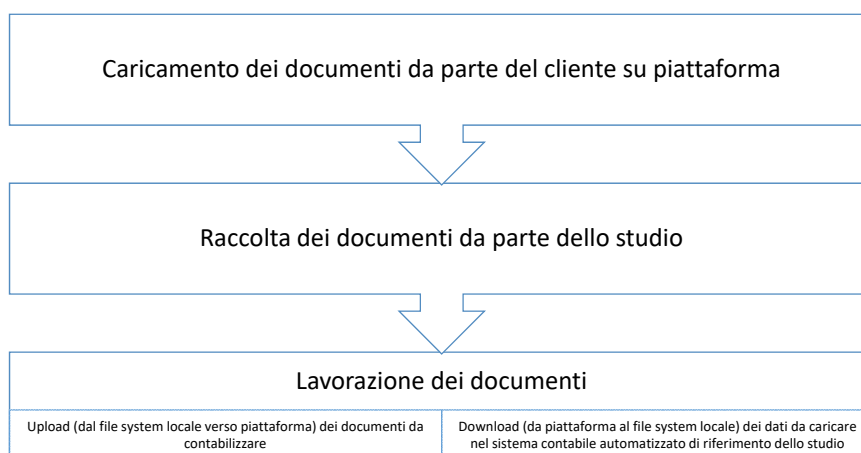 Caricamento dei documenti da parte del cliente su piattaforma
Raccolta dei documenti da parte dello studio
Lavorazione dei documenti
Upload (dal file system locale verso piattaforma) dei documenti da
contabilizzare
Download (da piattaforma al file system locale) dei dati da caricare
nel sistema contabile automatizzato di riferimento dello studio